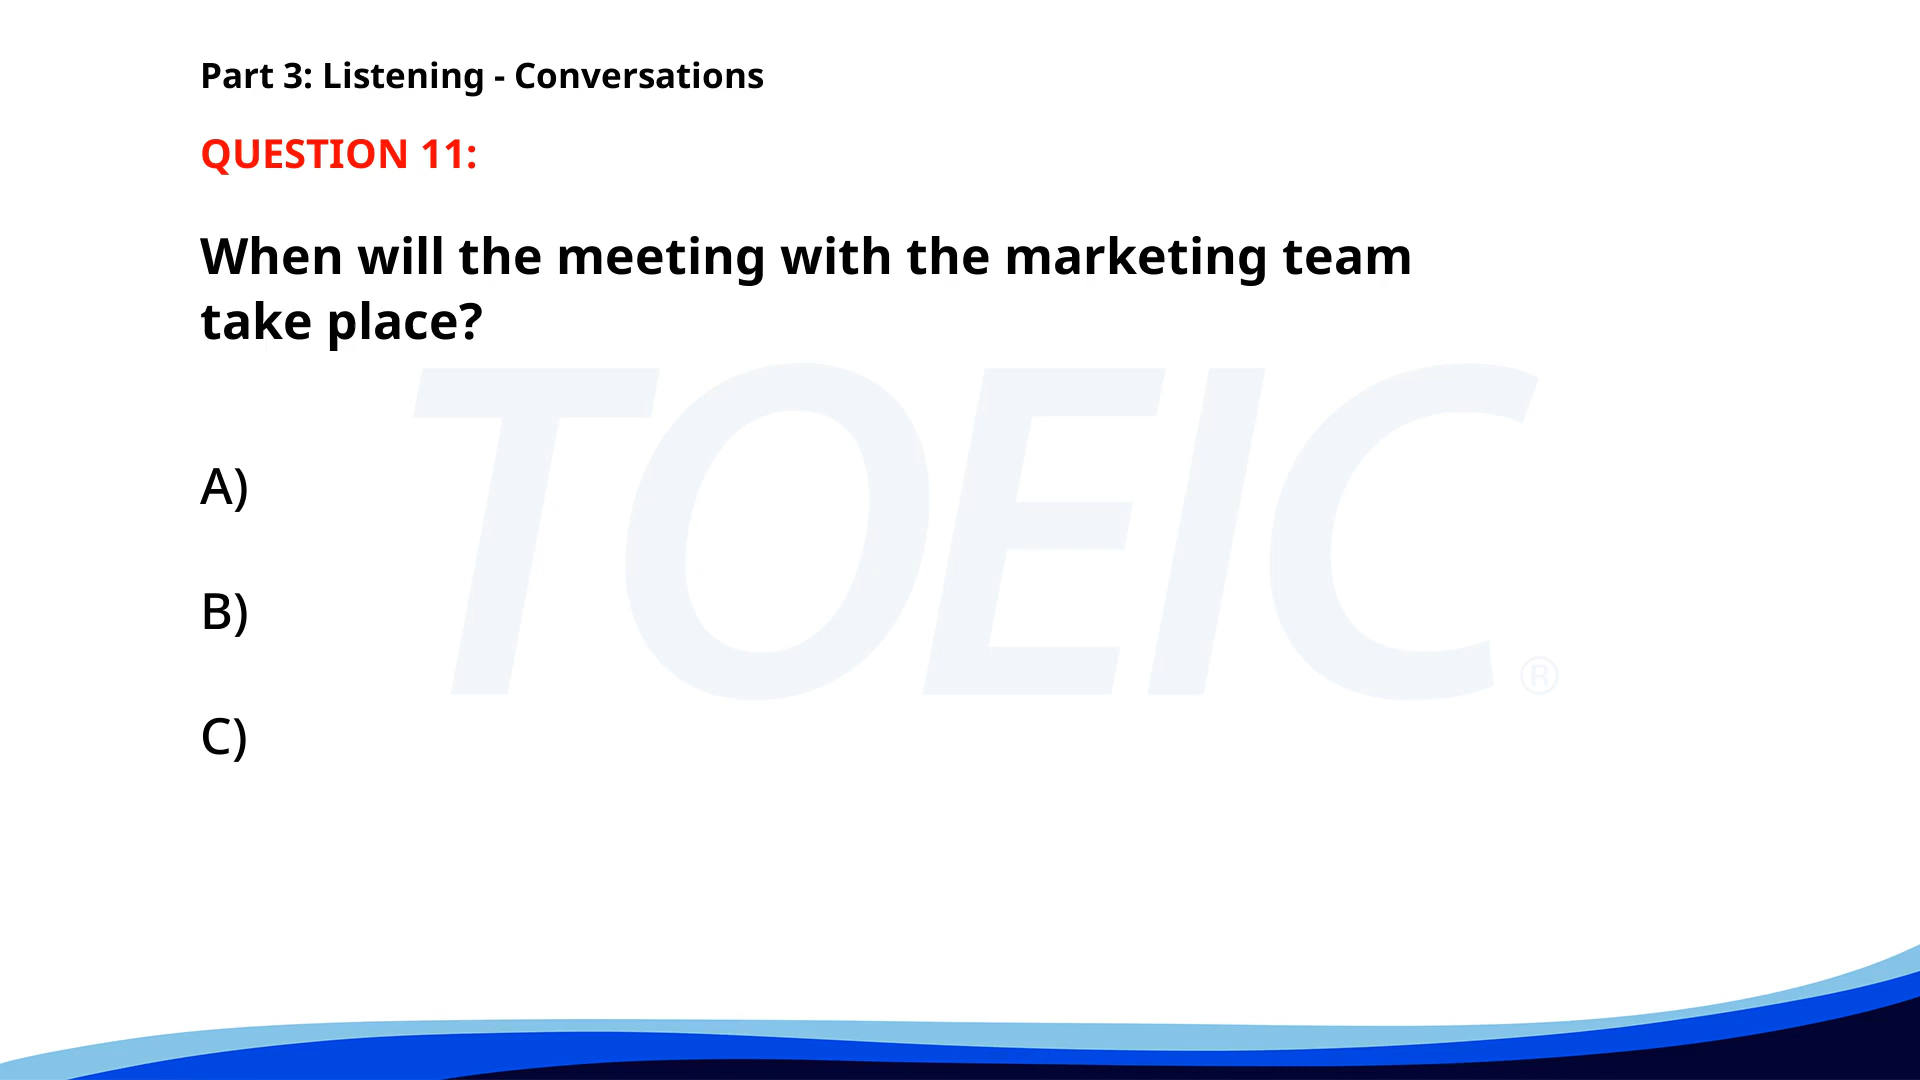 Part 3: Listening - Conversations
QUESTION 11:
When will the meeting with the marketing team
take place?
TOEIC®
A)
B)
C)